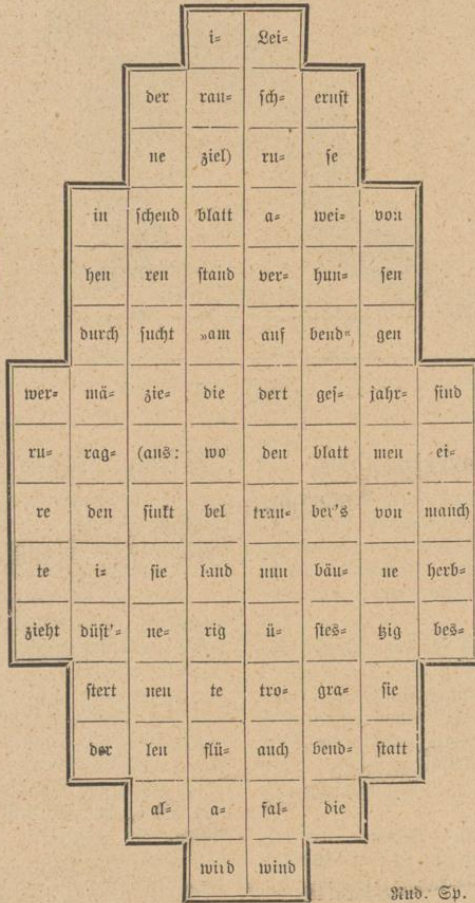 i⸗ Lei⸗
der rau⸗ ſch⸗ ernſt
ne ziel) ru⸗ ſe
in ſchend blatt a⸗ wei⸗ von
hen ren ſtand ver⸗ hun⸗ ſen
durch ſucht »am auf bend« gen
wer⸗ mä⸗ zie⸗ die dert geſ⸗ jahr⸗ ſind
ru⸗ rag⸗ (aus: wo den blatt men ei⸗
re den ſinkt bel trau⸗ ber's von manch
te i⸗ ſie land nun bäu⸗ ne herb⸗
zieht düſt'⸗ ne⸗ rig ü⸗ ſtes⸗ tzig beſ⸗
ſtert nen te tro⸗ gra⸗ ſie
der len flü⸗ auch bend⸗ ſtatt
al⸗ a⸗ fal⸗ die
wird wind
Rud. Sp.